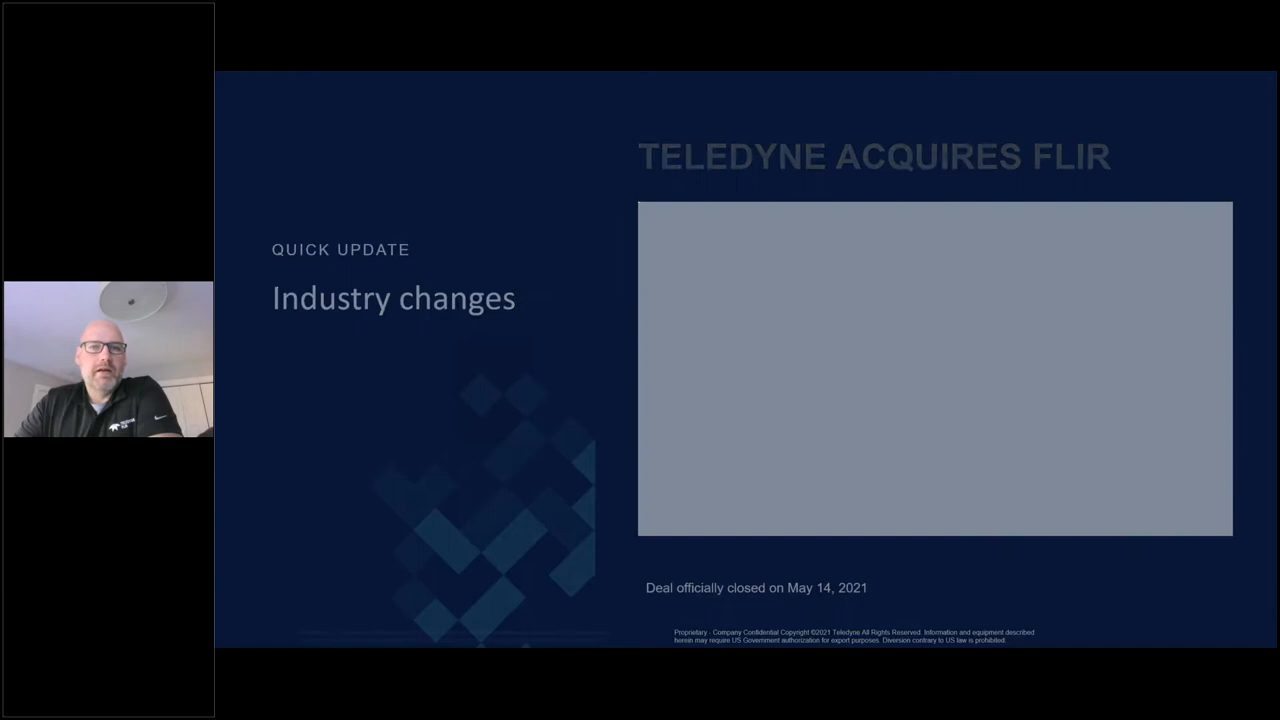 TELEDYNE ACQUIRES FLIR
QUICK UPDATE
Industry changes
Deal officially closed on May 14, 2021
Proprietary - Company Confidential Copyright ©2021 Teledyne All Rights Reserved. Information and equipment described
herein may require US Government authorization for export purposes. Diversion contrary to US law is prohibited.